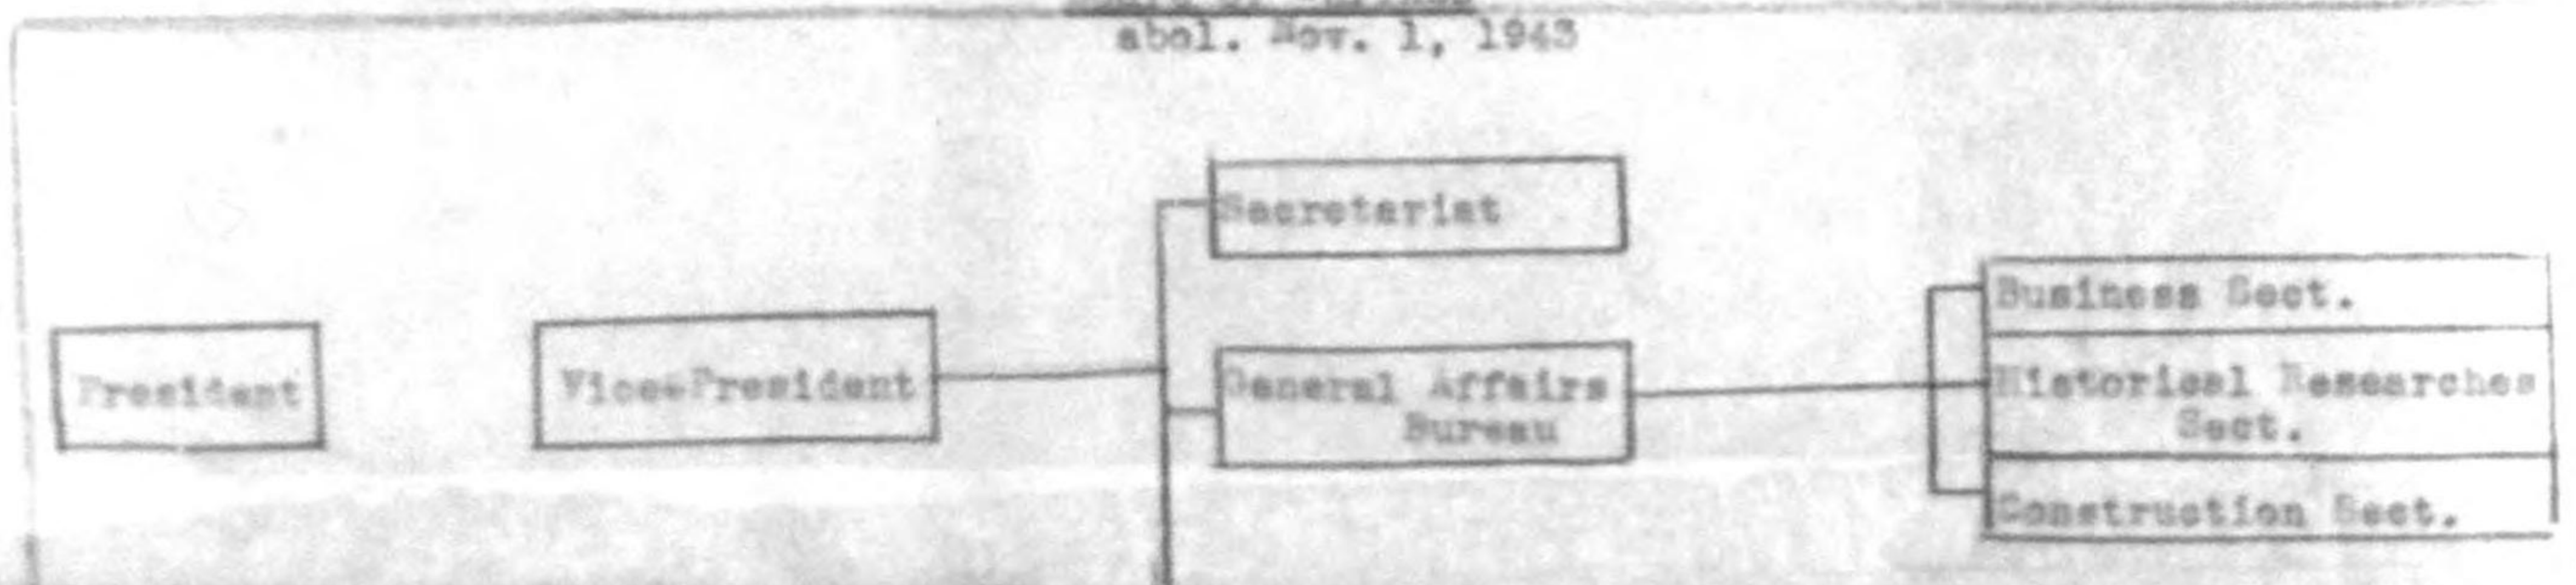 abol. Nov. 1, 1943
Secretariat
Business Sect.
President
Vice-President
General Affairs
Bureau
Historical Researches
Sect.
Construction Sect.